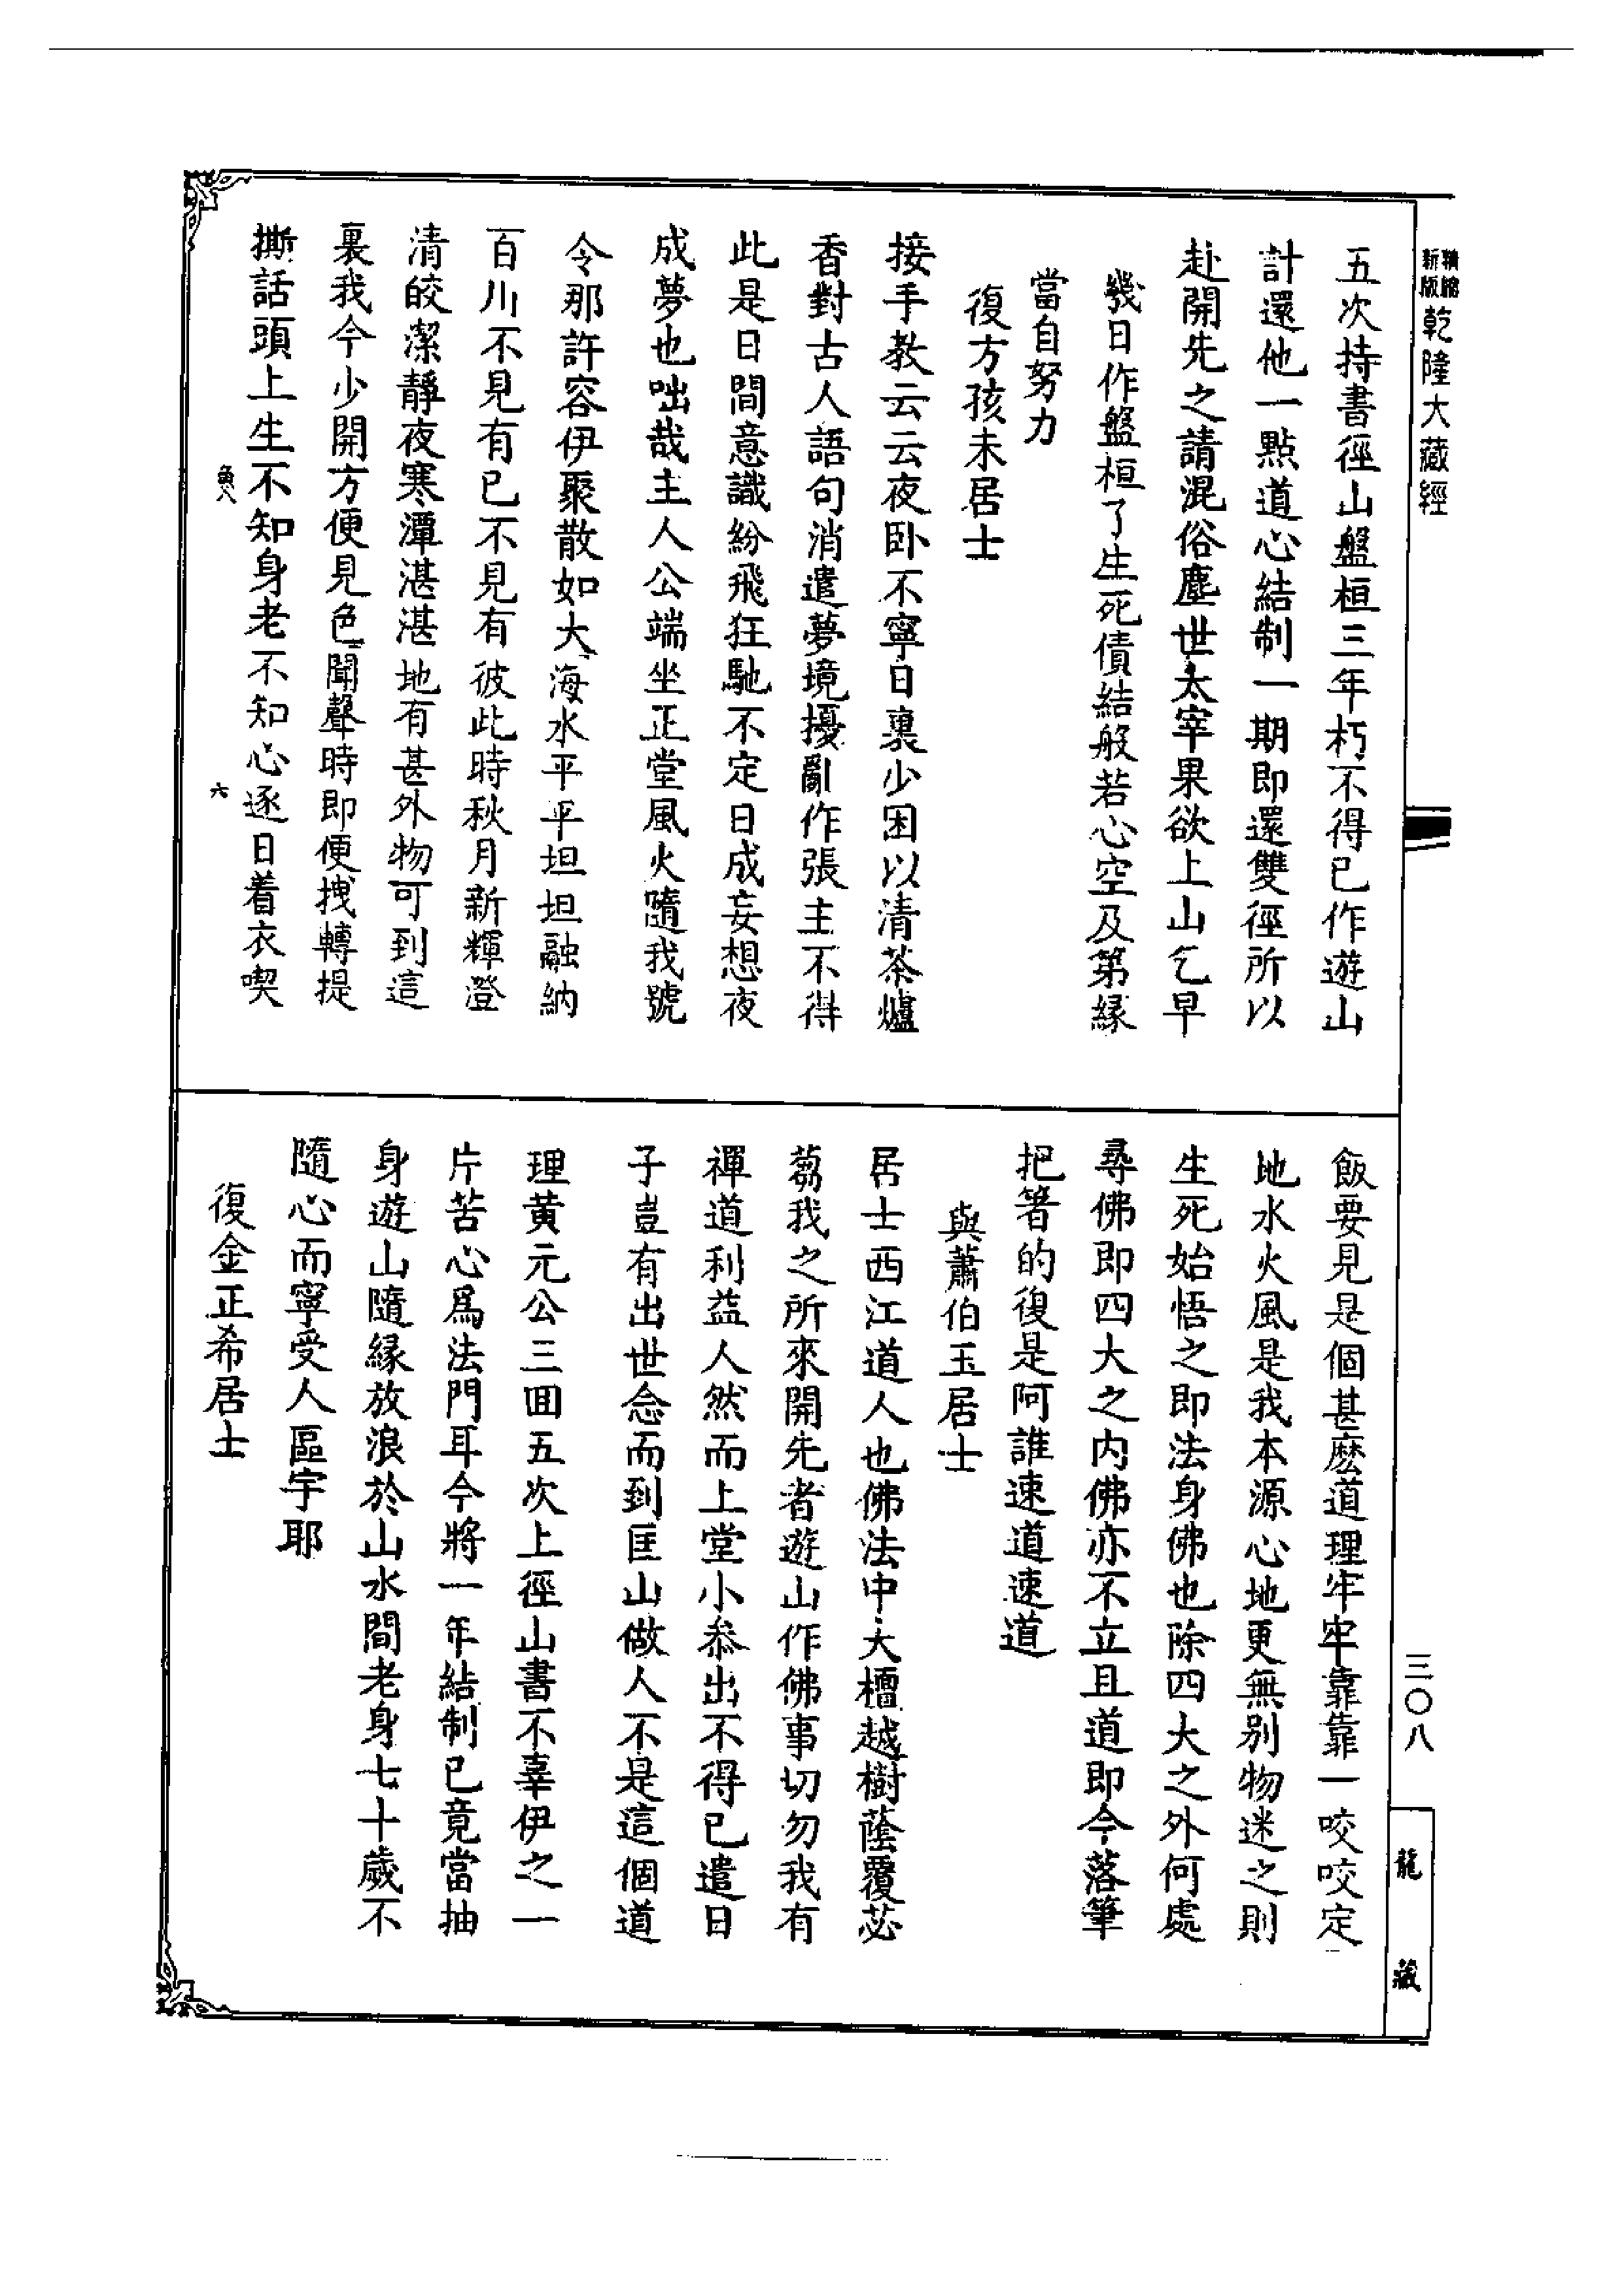 精縮新版乾隆大藏經
五次持書徑山盤桓三年朽不得已作遊山
計還他一點道心結制一期即還雙徑所以
赴開先之請混俗塵世太宰果欲上山乞早
幾日作盤桓了生死債結般若心空及第緣
當自努力
復方孩未居士
接手教云云夜卧不寧日裏少困以清茶爐
香對古人語句消遣夢境擾亂作張主不得
此是日間意識紛飛狂馳不定日成妄想夜
成夢也咄哉主人公端坐正堂風火隨我號
令那許容伊聚散如大海水平平坦坦融納
百川不見有已不見有彼此時秋月新輝澄
清皎潔靜夜寒潭湛湛地有甚外物可到這
裏我今少開方便見色聞聲時即便拽轉提
撕話頭上生不知身老不知心逐日着衣喫
六
飯要見是個甚麽道理牢牢靠靠一咬咬定
地水火風是我本源心地更無別物迷之則
生死始悟之即法身佛也除四大之外何處
尋佛即四大之內佛亦不立且道即今落筆
把箸的復是阿誰速道速道
與蕭伯玉居士
居士西江道人也佛法中大檀越樹蔭覆苾
蒭我之所來開先者遊山作佛事切勿我有
禪道利益人然而上堂小叅出不得已遣日
子豈有出世念而到匡山做人不是這個道
理黃元公三囬五次上徑山書不辜伊之一
片苦心爲法門耳今將一年結制已竟當抽
身遊山隨緣放浪於山水間老身七十歲不
隨心而寧受人區宇耶
復金正希居士
三〇八
龍藏